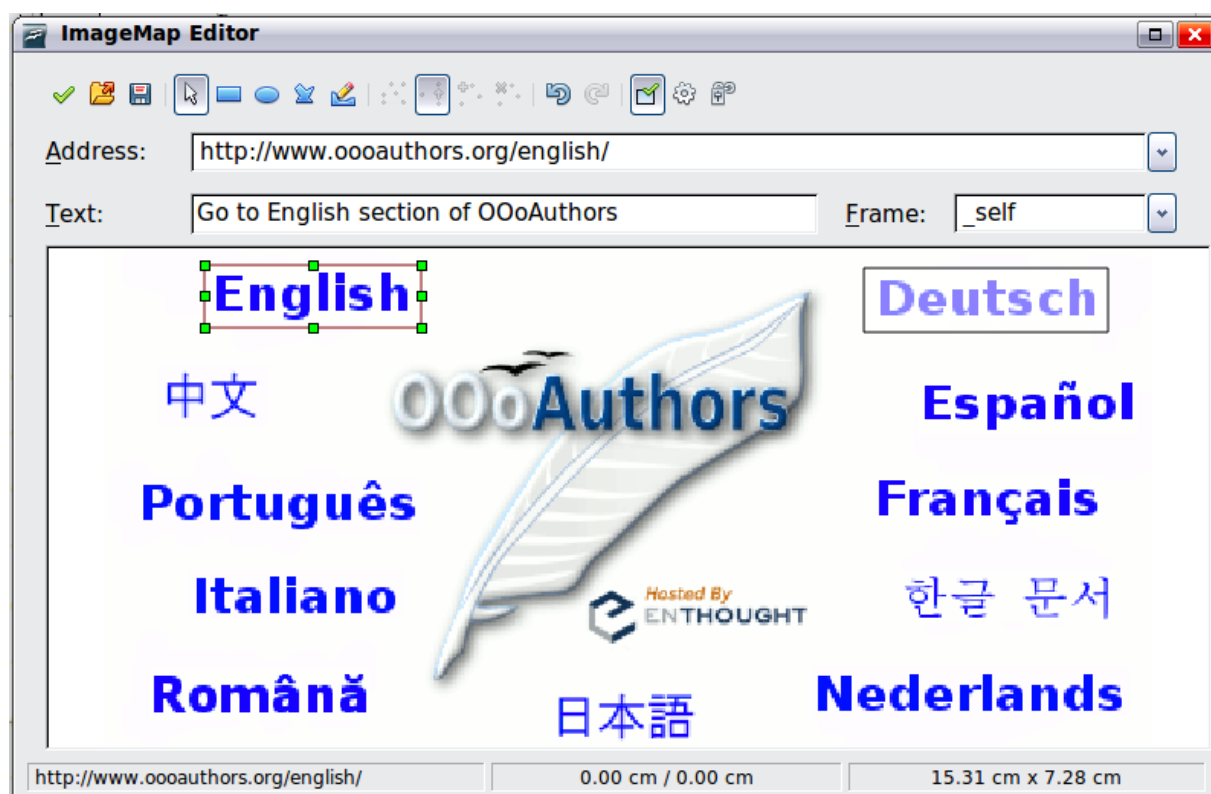 ImageMap Editor
Address: http://www.oooauthors.org/english/
Text: Go to English section of OOoAuthors Frame: _self
English Deutsch
中文 OOoAuthors Español
Português Français
Italiano Hosted By ENTHOUGHT 한글 문서
Română 日本語 Nederlands
http://www.oooauthors.org/english/ 0.00 cm / 0.00 cm 15.31 cm x 7.28 cm